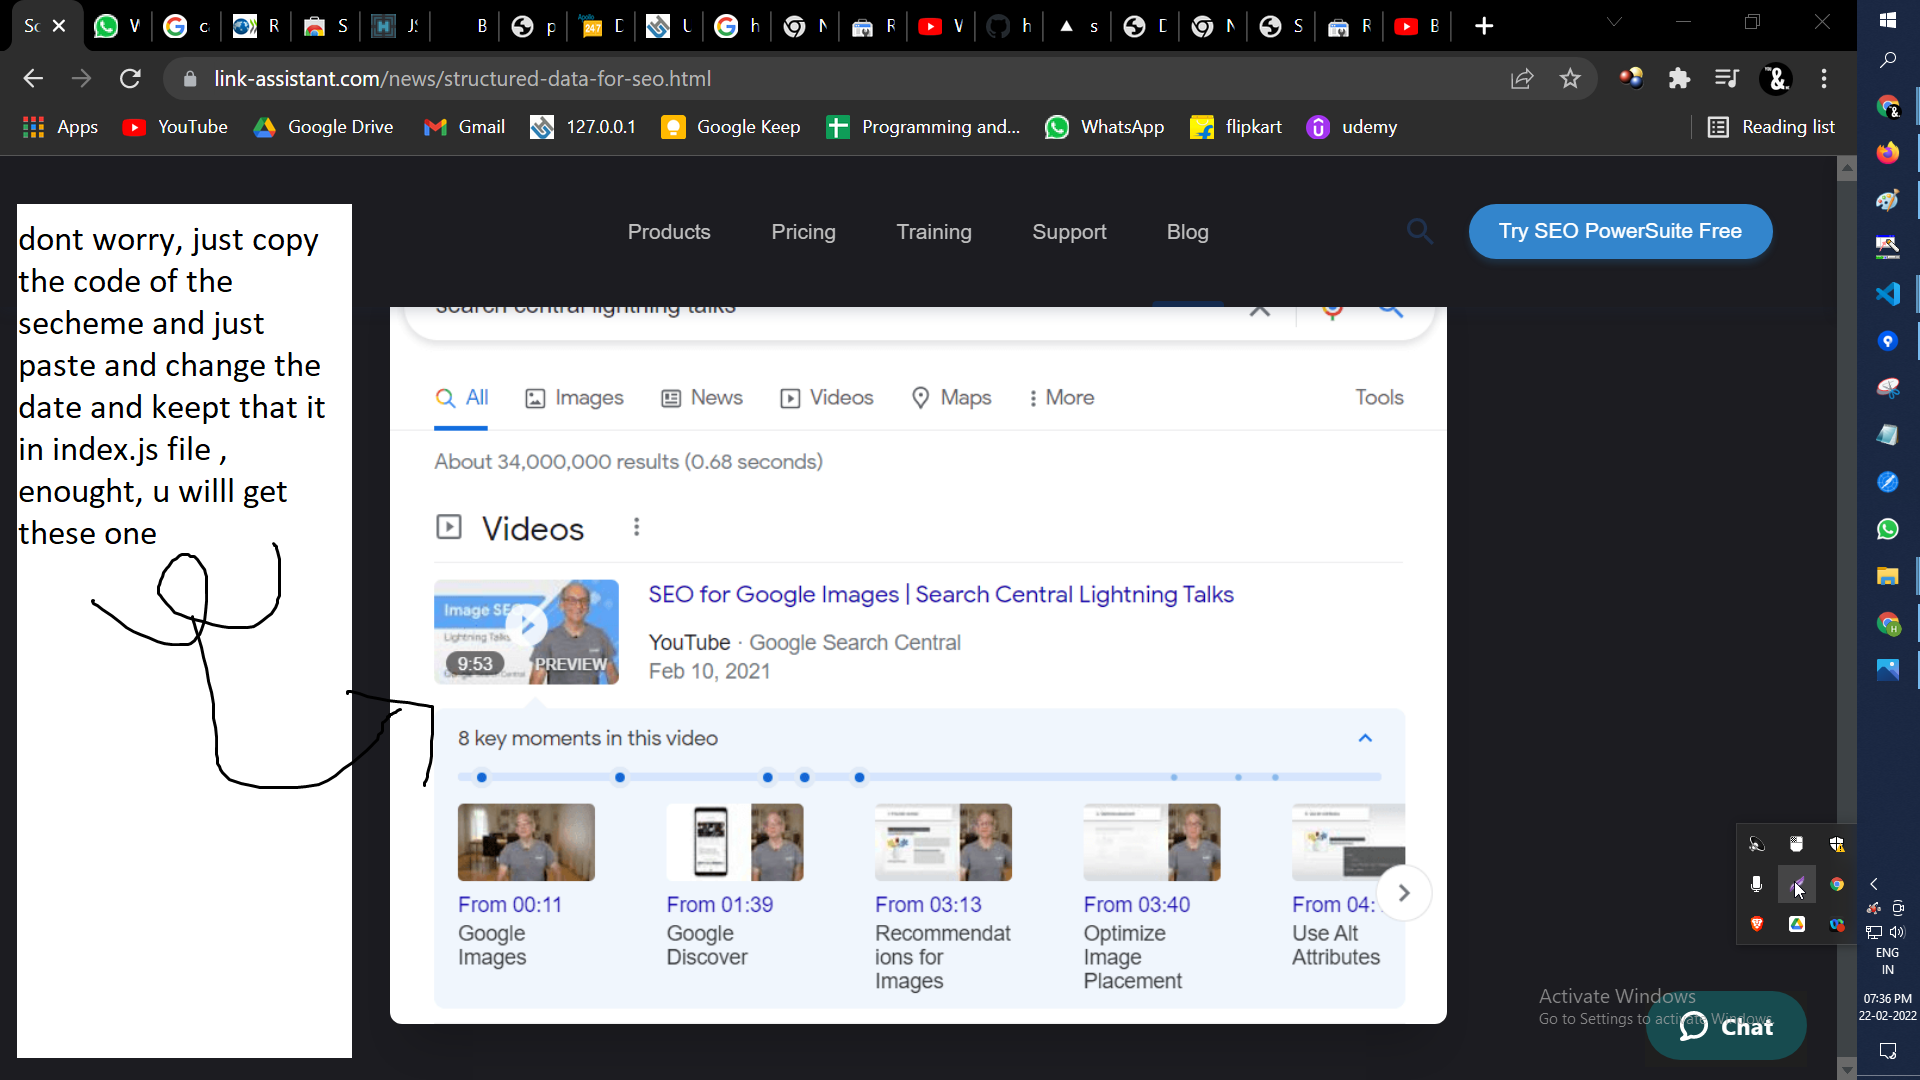 link-assistant.com/news/structured-data-for-seo.html
Apps YouTube Google Drive Gmail 127.0.0.1 Google Keep Programming and... WhatsApp flipkart udemy Reading list
dont worry, just copy
the code of the
secheme and just
paste and change the
date and keept that it
in index.js file ,
enought, u willl get
these one
Products Pricing Training Support Blog
Try SEO PowerSuite Free
search central lightning talks
All Images News Videos Maps More Tools
About 34,000,000 results (0.68 seconds)
Videos
Image SEO
Lightning Talks
9:53 PREVIEW
SEO for Google Images | Search Central Lightning Talks
YouTube · Google Search Central
Feb 10, 2021
8 key moments in this video
From 00:11
Google
Images
From 01:39
Google
Discover
From 03:13
Recommendat
ions for
Images
From 03:40
Optimize
Image
Placement
From 04:
Use Alt
Attributes
Activate Windows
Go to Settings to activate Windows.
Chat
ENG
IN
07:36 PM
22-02-2022